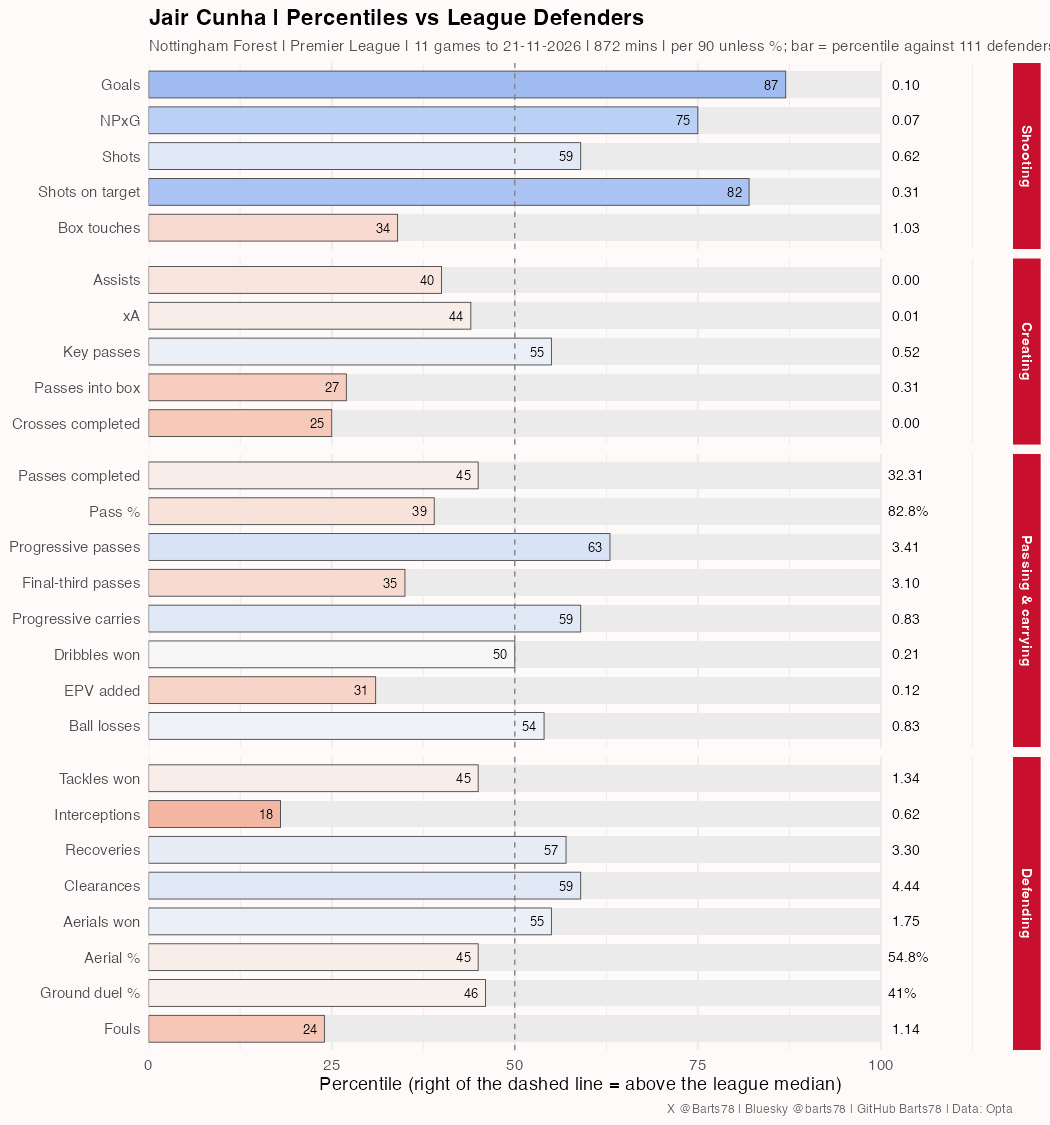 Jair Cunha | Percentiles vs League Defenders
Nottingham Forest | Premier League | 11 games to 21-11-2026 | 872 mins | per 90 unless %; bar = percentile against 111 defenders
Goals 87 0.10
NPxG 75 0.07
Shots 59 0.62
Shots on target 82 0.31
Box touches 34 1.03
Shooting
Assists 40 0.00
xA 44 0.01
Key passes 55 0.52
Passes into box 27 0.31
Crosses completed 25 0.00
Creating
Passes completed 45 32.31
Pass % 39 82.8%
Progressive passes 63 3.41
Final-third passes 35 3.10
Progressive carries 59 0.83
Dribbles won 50 0.21
EPV added 31 0.12
Ball losses 54 0.83
Passing & carrying
Tackles won 45 1.34
Interceptions 18 0.62
Recoveries 57 3.30
Clearances 59 4.44
Aerials won 55 1.75
Aerial % 45 54.8%
Ground duel % 46 41%
Fouls 24 1.14
Defending
0 25 50 75 100
Percentile (right of the dashed line = above the league median)
X @Barts78 | Bluesky @barts78 | GitHub Barts78 | Data: Opta